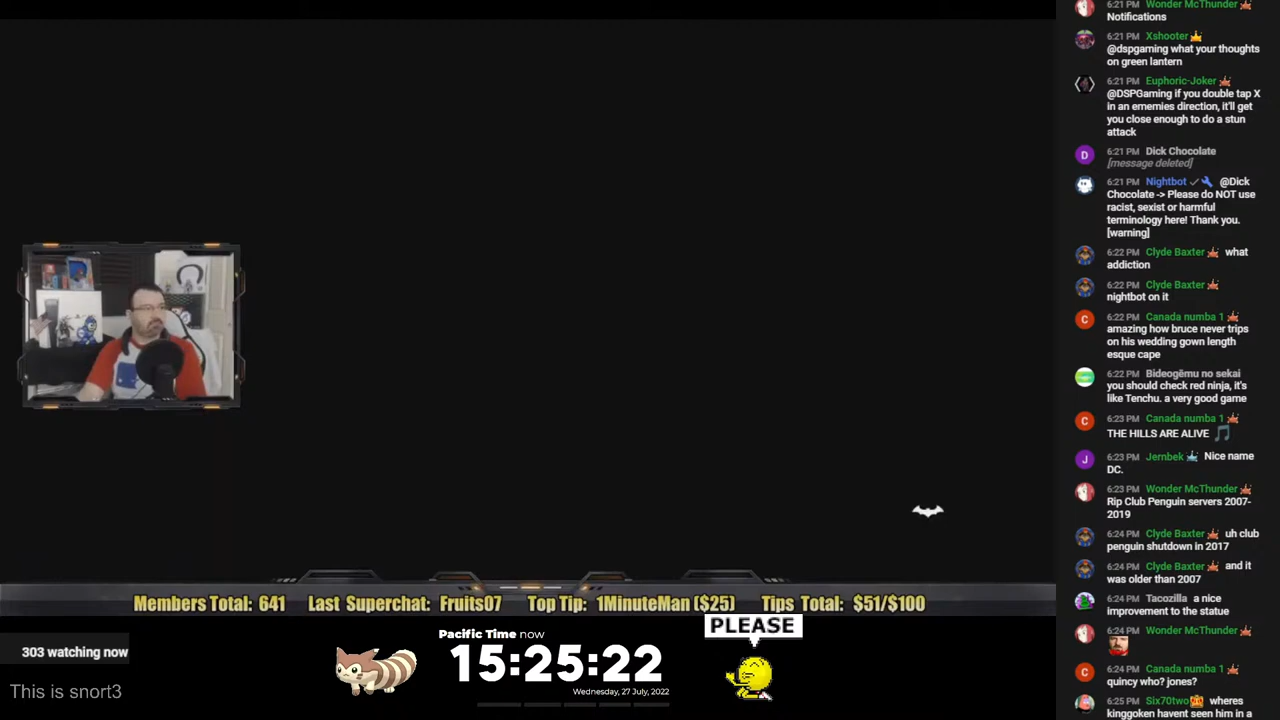 6:21 PM Wonder McThunder
Notifications
6:21 PM Xshooter
@dspgaming what your thoughts
on green lantern
6:21 PM Euphoric-Joker
@DSPGaming if you double tap X
in an ememies direction, it'll get
you close enough to do a stun
attack
6:21 PM Dick Chocolate
[message deleted]
6:21 PM Nightbot @Dick
Chocolate -> Please do NOT use
racist, sexist or harmful
terminology here! Thank you.
[warning]
6:22 PM Clyde Baxter what
addiction
6:22 PM Clyde Baxter
nightbot on it
6:22 PM Canada numba 1
amazing how bruce never trips
on his wedding gown length
esque cape
6:22 PM Bideogēmu no sekai
you should check red ninja, it's
like Tenchu. a very good game
6:23 PM Canada numba 1
THE HILLS ARE ALIVE
6:23 PM Jernbek Nice name
DC.
6:23 PM Wonder McThunder
Rip Club Penguin servers 2007-
2019
6:24 PM Clyde Baxter uh club
penguin shutdown in 2017
6:24 PM Clyde Baxter and it
was older than 2007
6:24 PM Tacozilla a nice
improvement to the statue
6:24 PM Wonder McThunder
6:24 PM Canada numba 1
quincy who? jones?
6:25 PM Six70two wheres
kinggoken havent seen him in a
Members Total: 641 Last Superchat: Fruits07 Top Tip: 1MinuteMan ($25) Tips Total: $51/$100
PLEASE
Pacific Time now
15:25:22
Wednesday, 27 July, 2022
303 watching now
This is snort3